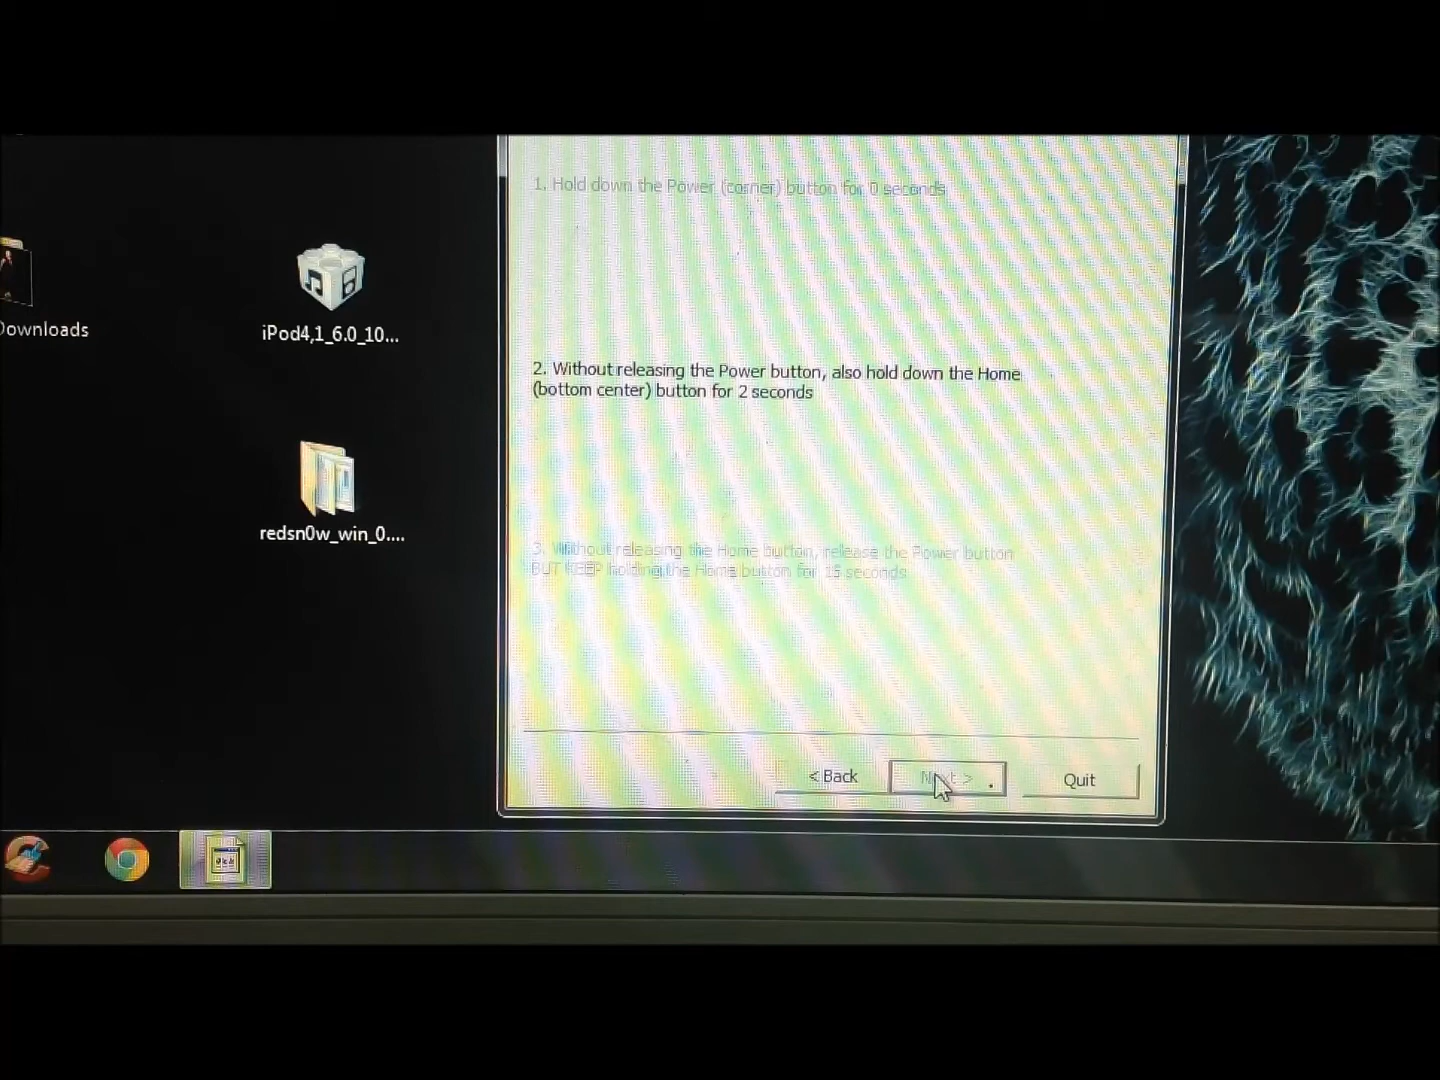 1. Hold down the Power (corner) button for 0 seconds
Downloads
iPod4,1_6.0_10...
2. Without releasing the Power button, also hold down the Home
(bottom center) button for 2 seconds
redsn0w_win_0....
3. Without releasing the Home button, release the Power button
BUT KEEP holding the Home button for 15 seconds
< Back
Next >
Quit